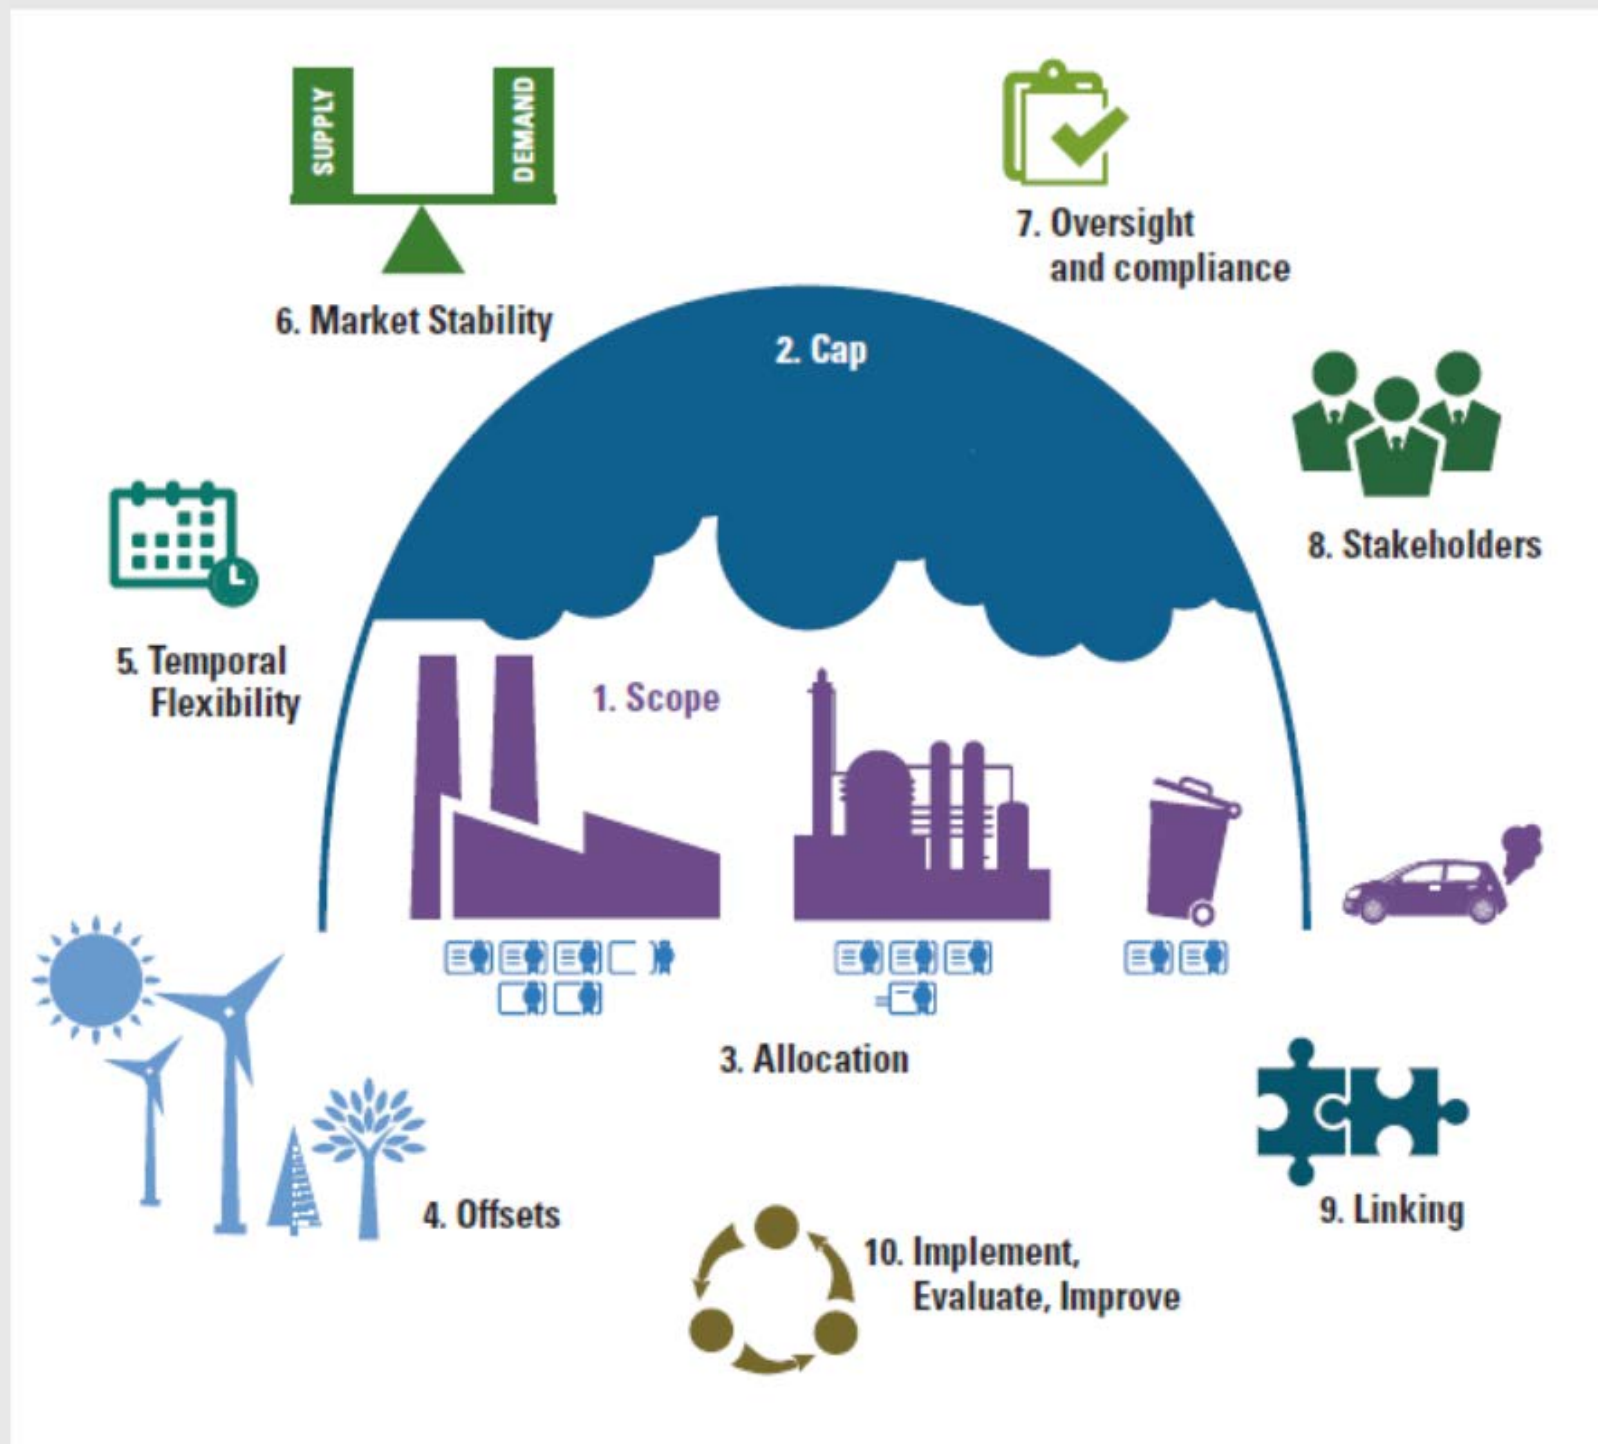 SUPPLY
DEMAND
6. Market Stability
7. Oversight
and compliance
2. Cap
8. Stakeholders
5. Temporal
Flexibility
1. Scope
3. Allocation
4. Offsets
9. Linking
10. Implement,
Evaluate, Improve